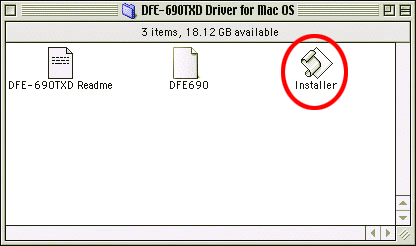 DFE-690TXD Driver for Mac OS
3 items, 18.12 GB available
DFE-690TXD Readme
DFE690
Installer